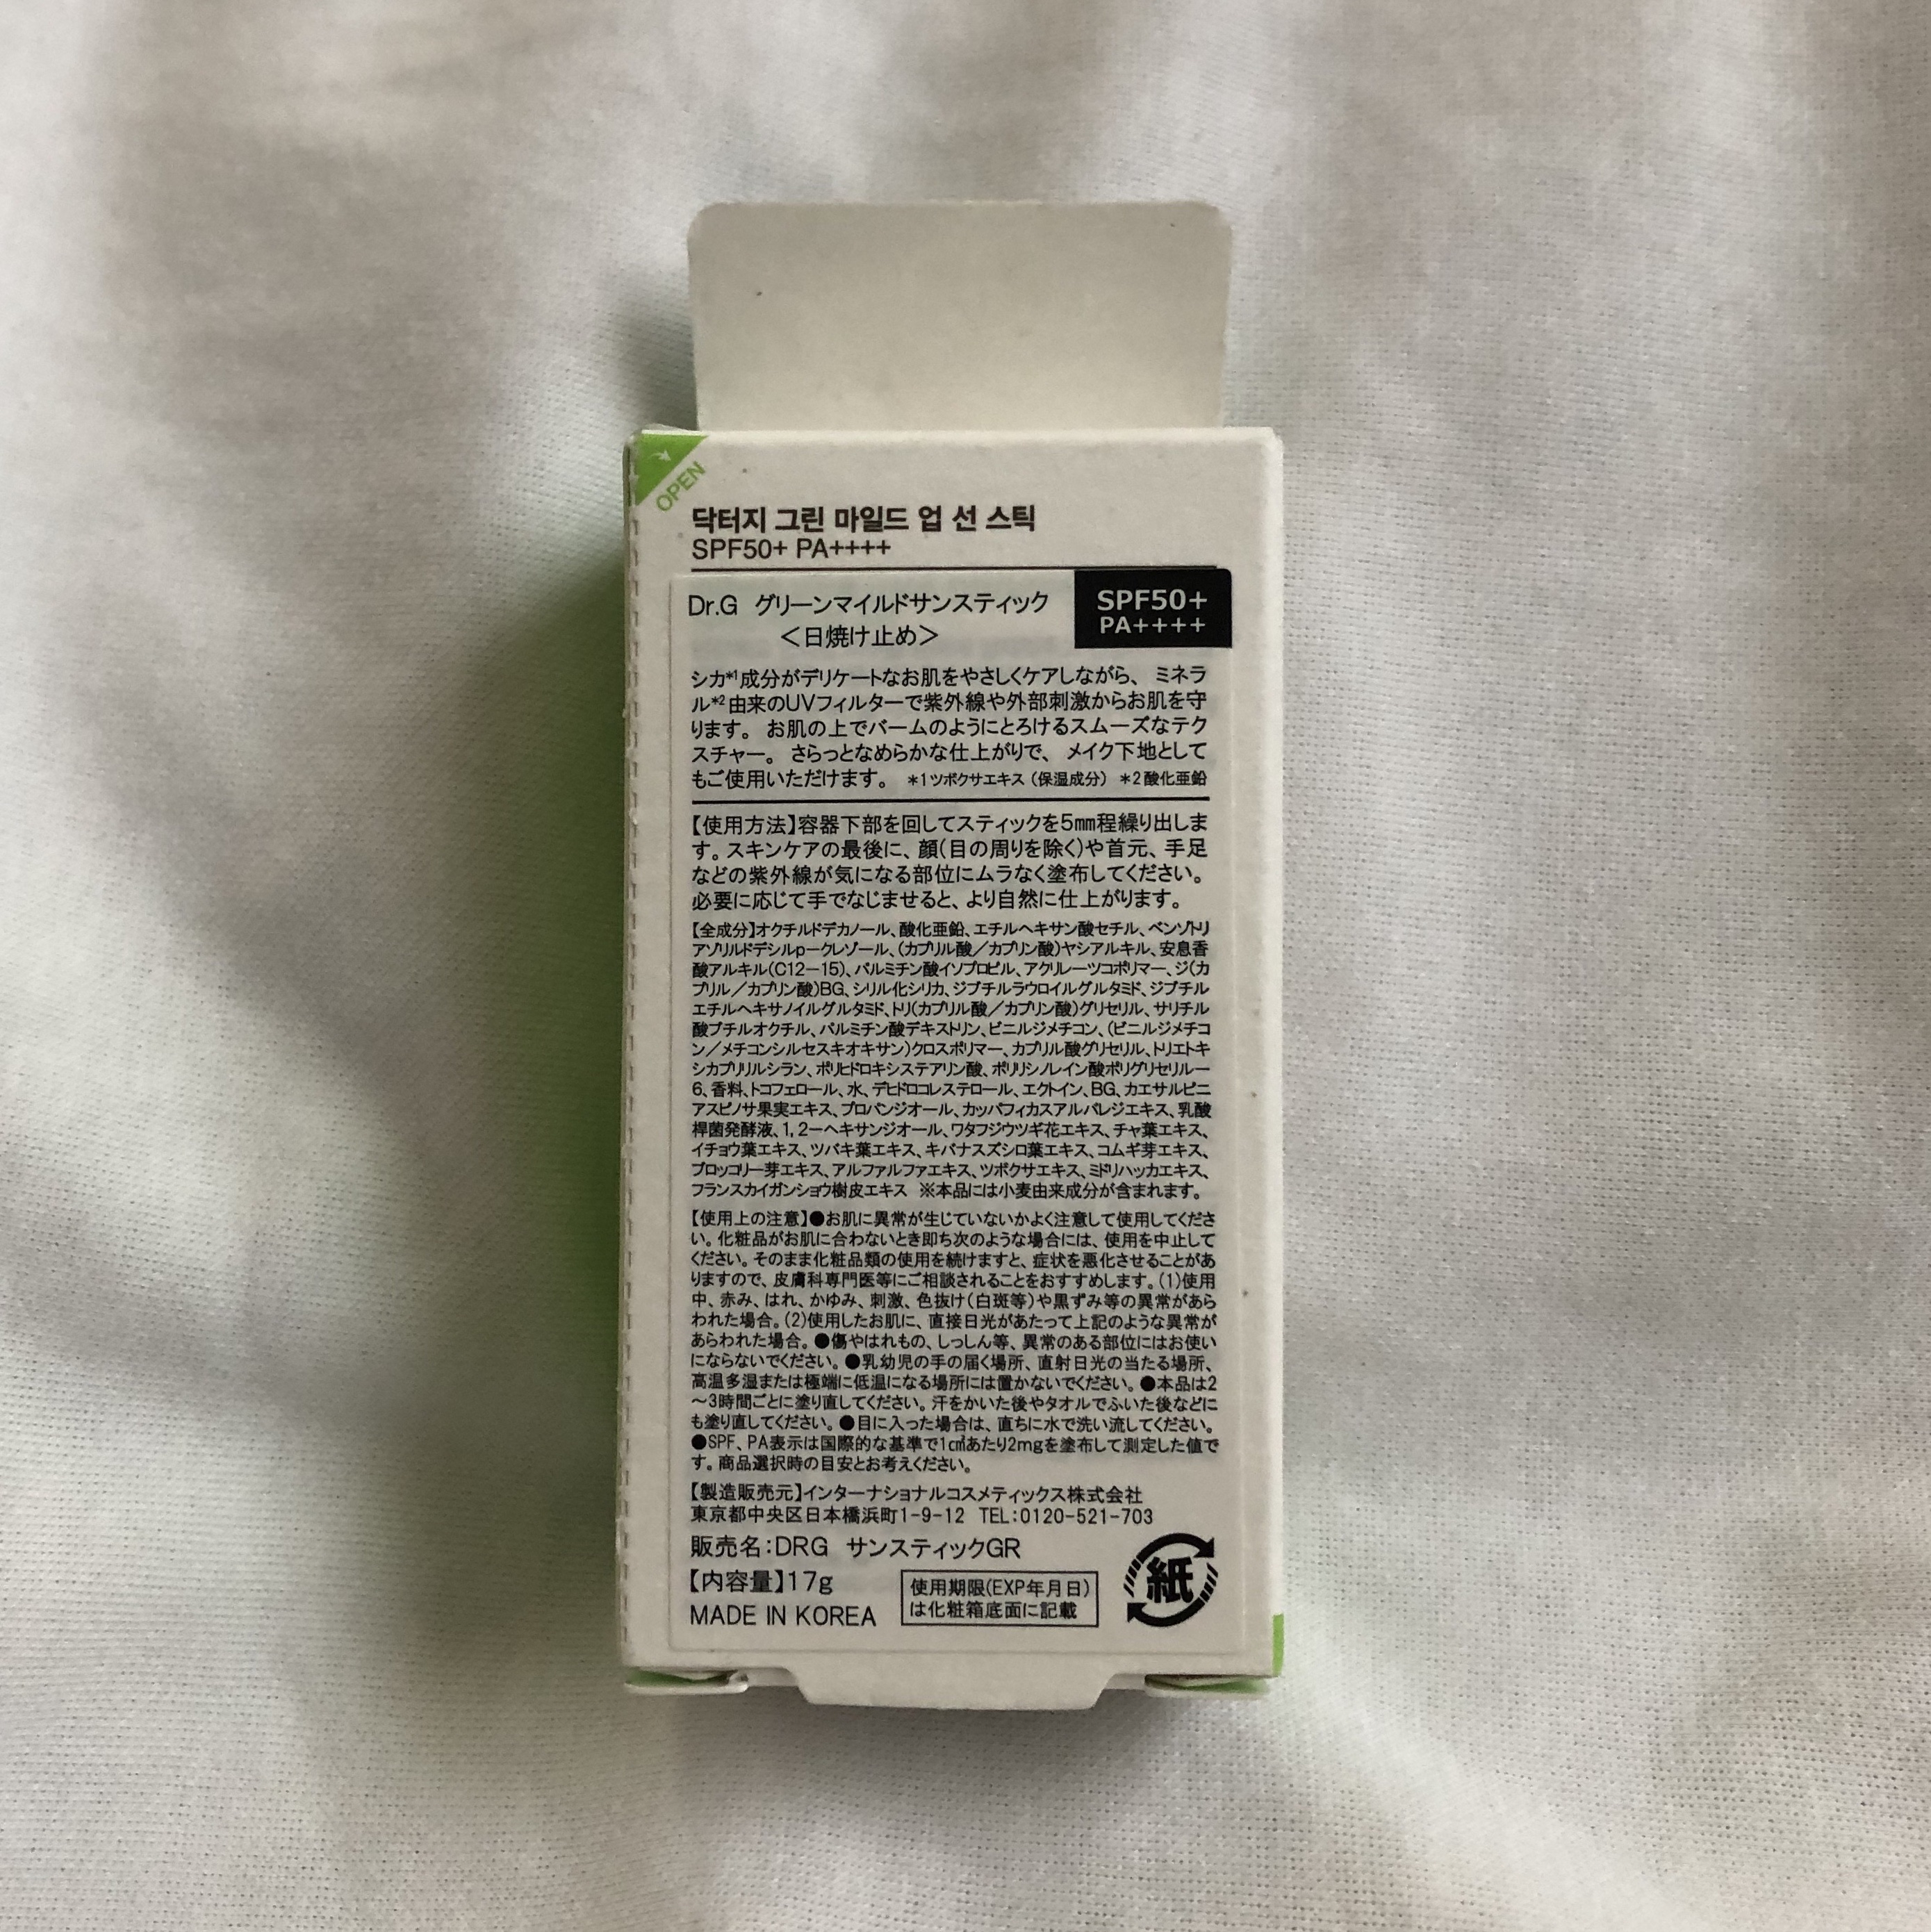 OPEN
닥터지 그린 마일드 업 선 스틱
SPF50+ PA++++
Dr.G グリーンマイルドサンスティック
＜日焼け止め＞
SPF50+
PA++++
シカ*1成分がデリケートなお肌をやさしくケアしながら、ミネラ
ル*2由来のUVフィルターで紫外線や外部刺激からお肌を守
ります。お肌の上でバームのようにとろけるスムーズなテク
スチャー。さらっとなめらかな仕上がりで、メイク下地として
もご使用いただけます。 *1ツボクサエキス（保湿成分） *2酸化亜鉛
【使用方法】容器下部を回してスティックを5㎜程繰り出しま
す。スキンケアの最後に、顔(目の周りを除く)や首元、手足
などの紫外線が気になる部位にムラなく塗布してください。
必要に応じて手でなじませると、より自然に仕上がります。
【全成分】オクチルドデカノール、酸化亜鉛、エチルヘキサン酸セチル、ベンゾトリ
アゾリルドデシルp－クレゾール、(カプリル酸／カプリン酸)ヤシアルキル、安息香
酸アルキル(C12－15)、パルミチン酸イソプロピル、アクリレーツコポリマー、ジ(カ
プリル／カプリン酸)BG、シリル化シリカ、ジブチルラウロイルグルタミド、ジブチル
エチルヘキサノイルグルタミド、トリ(カプリル酸／カプリン酸)グリセリル、サリチル
酸ブチルオクチル、パルミチン酸デキストリン、ビニルジメチコン、(ビニルジメチコ
ン／メチコンシルセスキオキサン)クロスポリマー、カプリル酸グリセリル、トリエトキ
シカプリリルシラン、ポリヒドロキシステアリン酸、ポリリシノレイン酸ポリグリセリル－
6、香料、トコフェロール、水、デヒドロコレステロール、エクトイン、BG、カエサルピニ
アスピノサ果実エキス、プロパンジオール、カッパフィカスアルバレジエキス、乳酸
桿菌発酵液、1,2－ヘキサンジオール、ワタフジウツギ花エキス、チャ葉エキス、
イチョウ葉エキス、ツバキ葉エキス、キバナスズシロ葉エキス、コムギ芽エキス、
ブロッコリー芽エキス、アルファルファエキス、ツボクサエキス、ミドリハッカエキス、
フランスカイガンショウ樹皮エキス ※本品には小麦由来成分が含まれます。
【使用上の注意】●お肌に異常が生じていないかよく注意して使用してくださ
い。化粧品がお肌に合わないとき即ち次のような場合には、使用を中止して
ください。そのまま化粧品類の使用を続けますと、症状を悪化させることがあ
りますので、皮膚科専門医等にご相談されることをおすすめします。(1)使用
中、赤み、はれ、かゆみ、刺激、色抜け(白斑等)や黒ずみ等の異常があら
われた場合。(2)使用したお肌に、直接日光があたって上記のような異常が
あらわれた場合。●傷やはれもの、しっしん等、異常のある部位にはお使い
にならないでください。●乳幼児の手の届く場所、直射日光の当たる場所、
高温多湿または極端に低温になる場所には置かないでください。●本品は2
～3時間ごとに塗り直してください。汗をかいた後やタオルでふいた後などに
も塗り直してください。●目に入った場合は、直ちに水で洗い流してください。
●SPF、PA表示は国際的な基準で1㎠あたり2mgを塗布して測定した値で
す。商品選択時の目安とお考えください。
【製造販売元】インターナショナルコスメティックス株式会社
東京都中央区日本橋浜町1-9-12 TEL:0120-521-703
販売名：DRG サンスティックGR
【内容量】17g
MADE IN KOREA
使用期限(EXP年月日)
は化粧箱底面に記載
紙